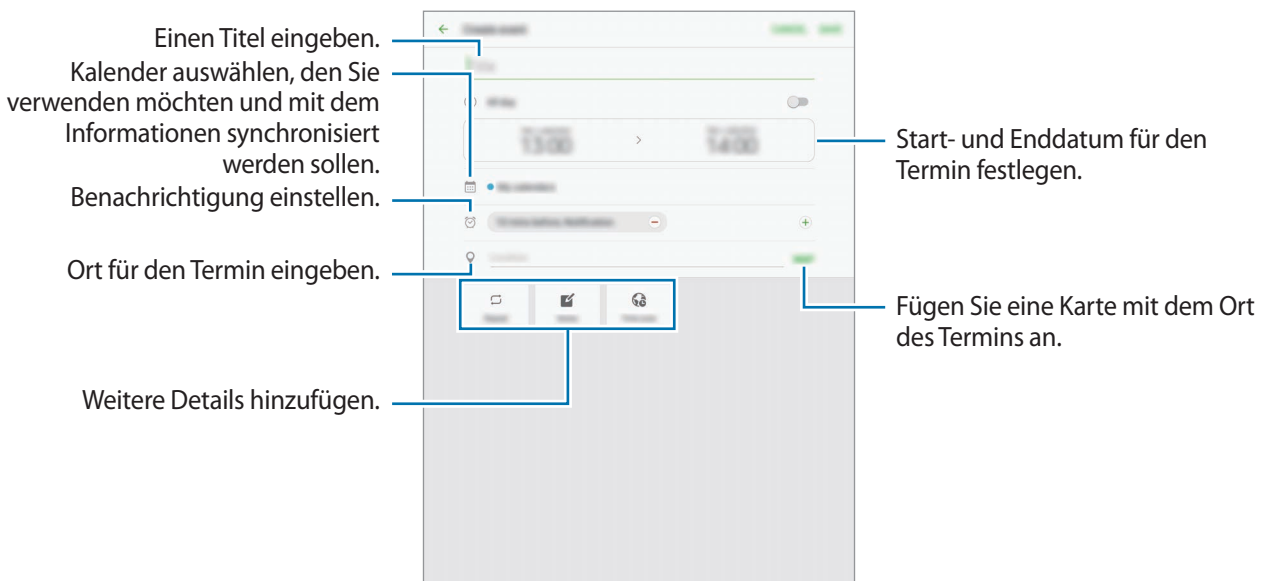 Einen Titel eingeben.
Kalender auswählen, den Sie
verwenden möchten und mit dem
Informationen synchronisiert
werden sollen.
Benachrichtigung einstellen.
Ort für den Termin eingeben.
Weitere Details hinzufügen.
Start- und Enddatum für den
Termin festlegen.
Fügen Sie eine Karte mit dem Ort
des Termins an.
13:00
14:00